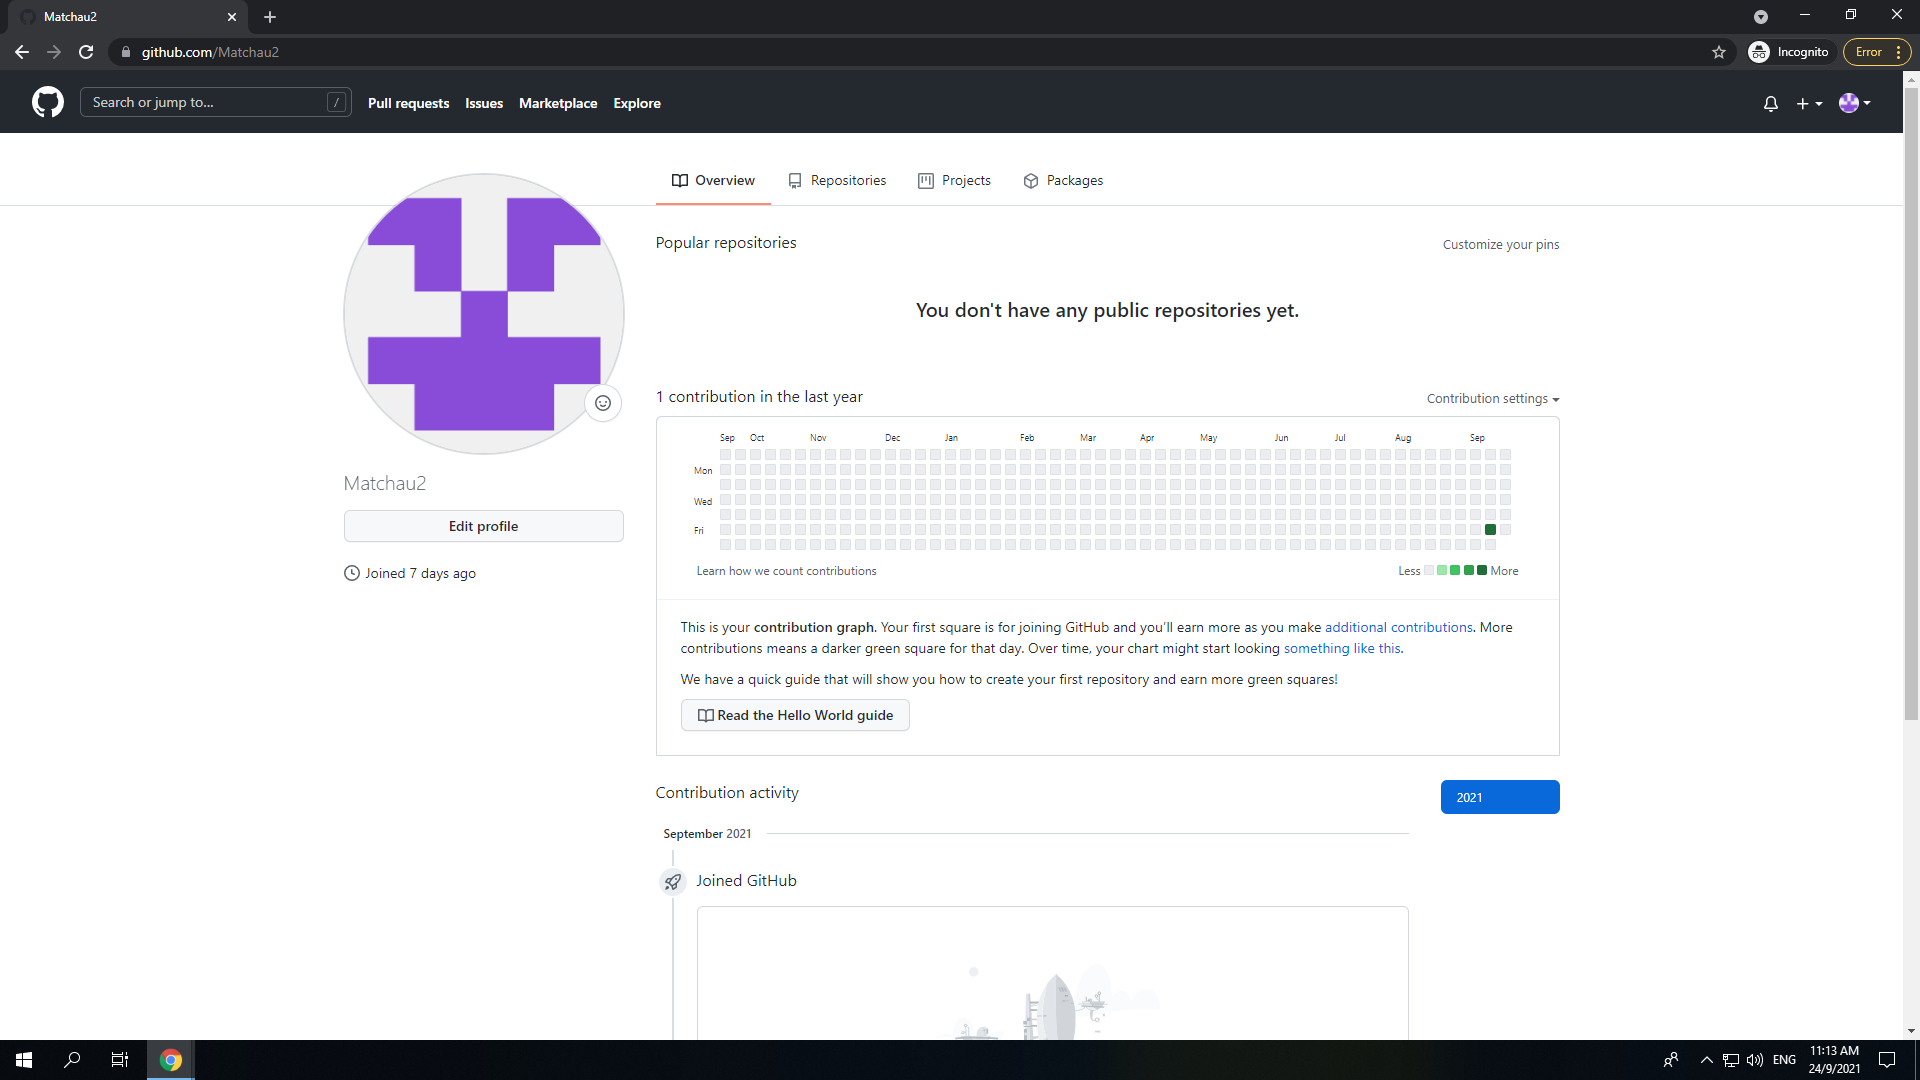 Matchau2
github.com/Matchau2
Incognito
Error
Search or jump to...
/
Pull requests
Issues
Marketplace
Explore
Overview
Repositories
Projects
Packages
Popular repositories
Customize your pins
You don't have any public repositories yet.
1 contribution in the last year
Contribution settings
Sep Oct Nov Dec Jan Feb Mar Apr May Jun Jul Aug Sep
Mon
Wed
Fri
Learn how we count contributions
Less
More
Matchau2
Edit profile
Joined 7 days ago
This is your contribution graph. Your first square is for joining GitHub and you'll earn more as you make additional contributions. More
contributions means a darker green square for that day. Over time, your chart might start looking something like this.
We have a quick guide that will show you how to create your first repository and earn more green squares!
Read the Hello World guide
Contribution activity
2021
September 2021
Joined GitHub
ENG
11:13 AM
24/9/2021